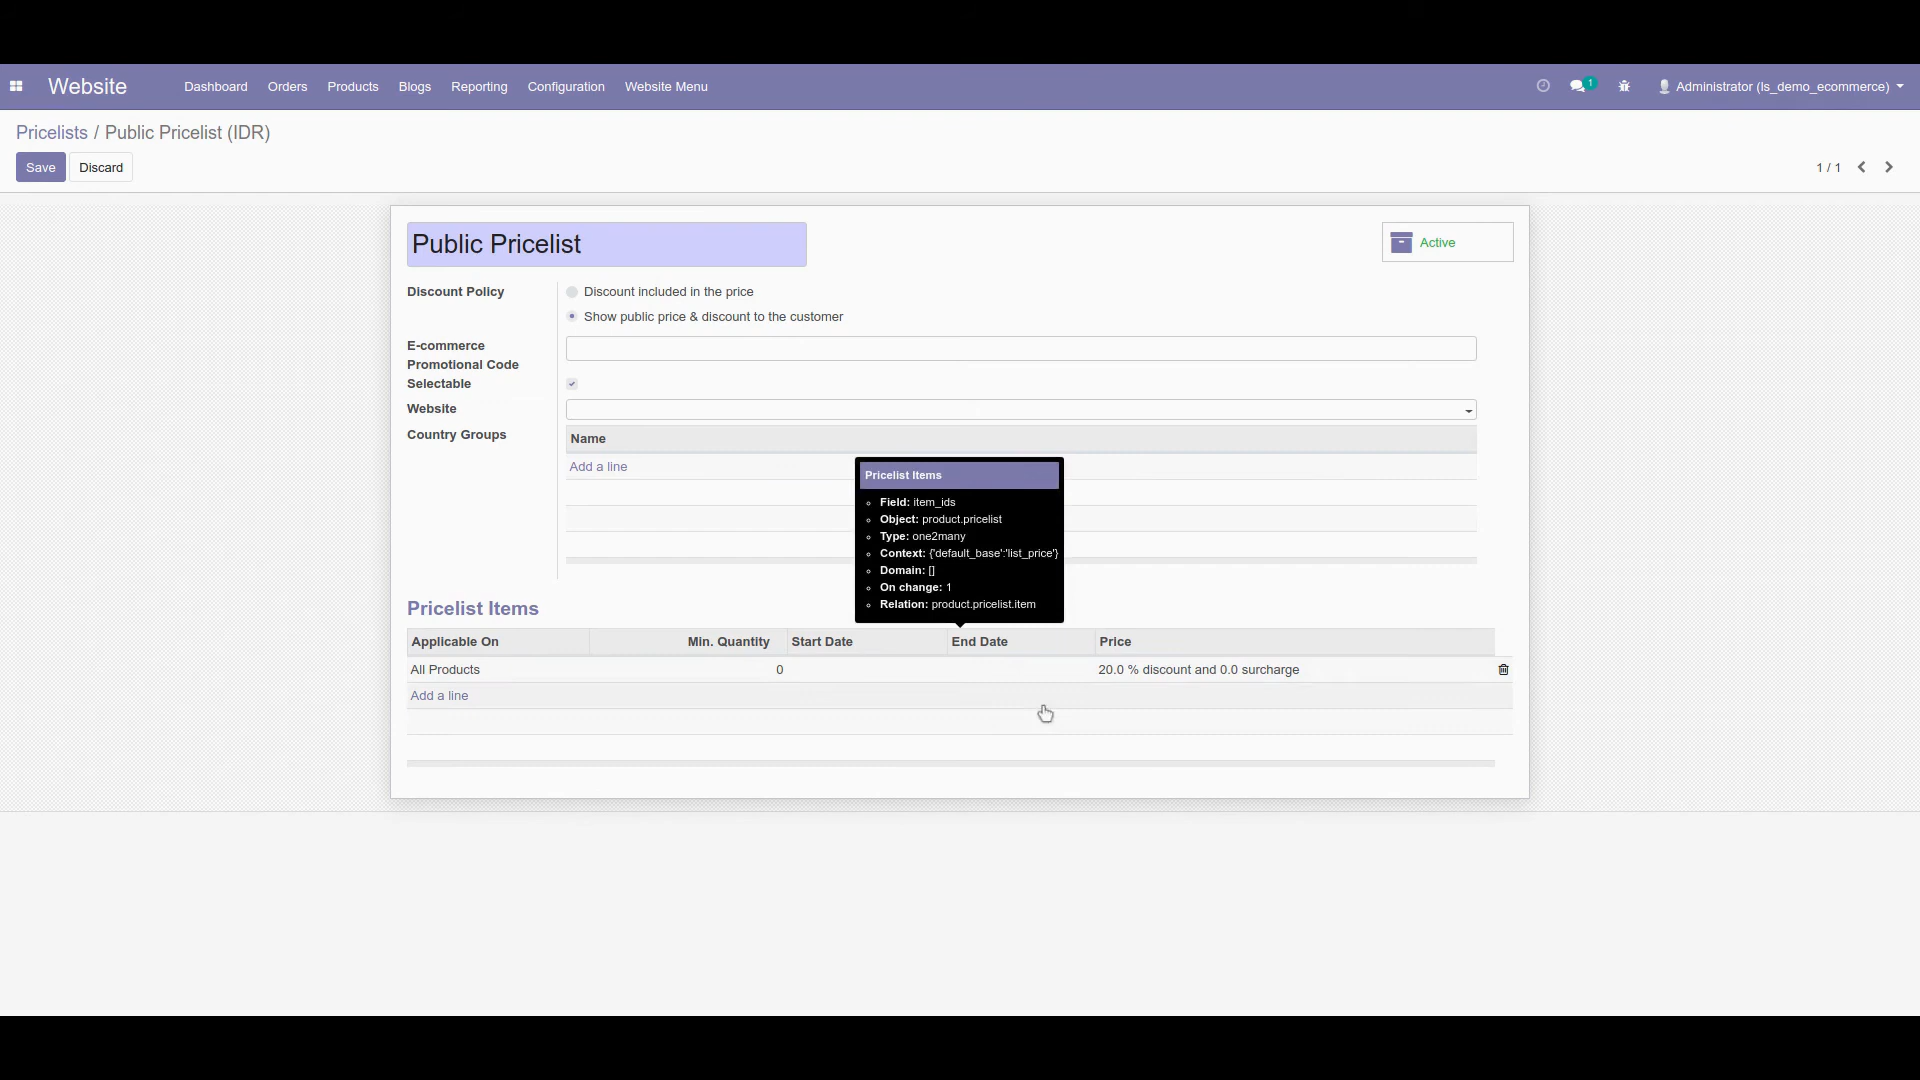 Website Dashboard Orders Products Blogs Reporting Configuration Website Menu 1 Administrator (ls_demo_ecommerce)
Pricelists / Public Pricelist (IDR)
Save Discard 1 / 1
Public Pricelist Active
Discount Policy Discount included in the price
Show public price & discount to the customer
E-commerce
Promotional Code
Selectable
Website
Country Groups Name
Add a line
Pricelist Items
Field: item_ids
Object: product.pricelist
Type: one2many
Context: {'default_base':'list_price'}
Domain: []
On change: 1
Relation: product.pricelist.item
Pricelist Items
Applicable On Min. Quantity Start Date End Date Price
All Products 0 20.0 % discount and 0.0 surcharge
Add a line